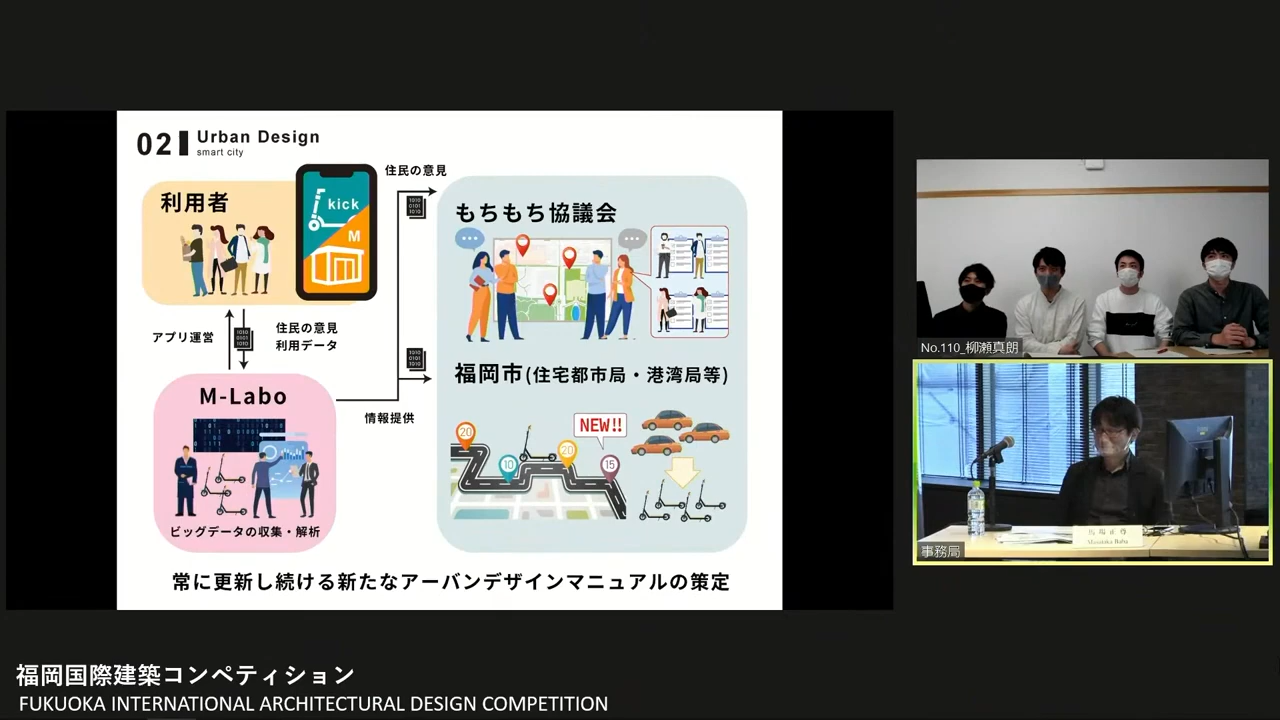 02 Urban Design
smart city
利用者
kick
M
住民の意見
もちもち協議会
アプリ運営
住民の意見
利用データ
M-Labo
情報提供
ビッグデータの収集・解析
福岡市(住宅都市局・港湾局等)
NEW!!
20
10
20
15
常に更新し続ける新たなアーバンデザインマニュアルの策定
No.110_柳瀬真朗
馬場正尊
Masataka Baba
事務局
福岡国際建築コンペティション
FUKUOKA INTERNATIONAL ARCHITECTURAL DESIGN COMPETITION